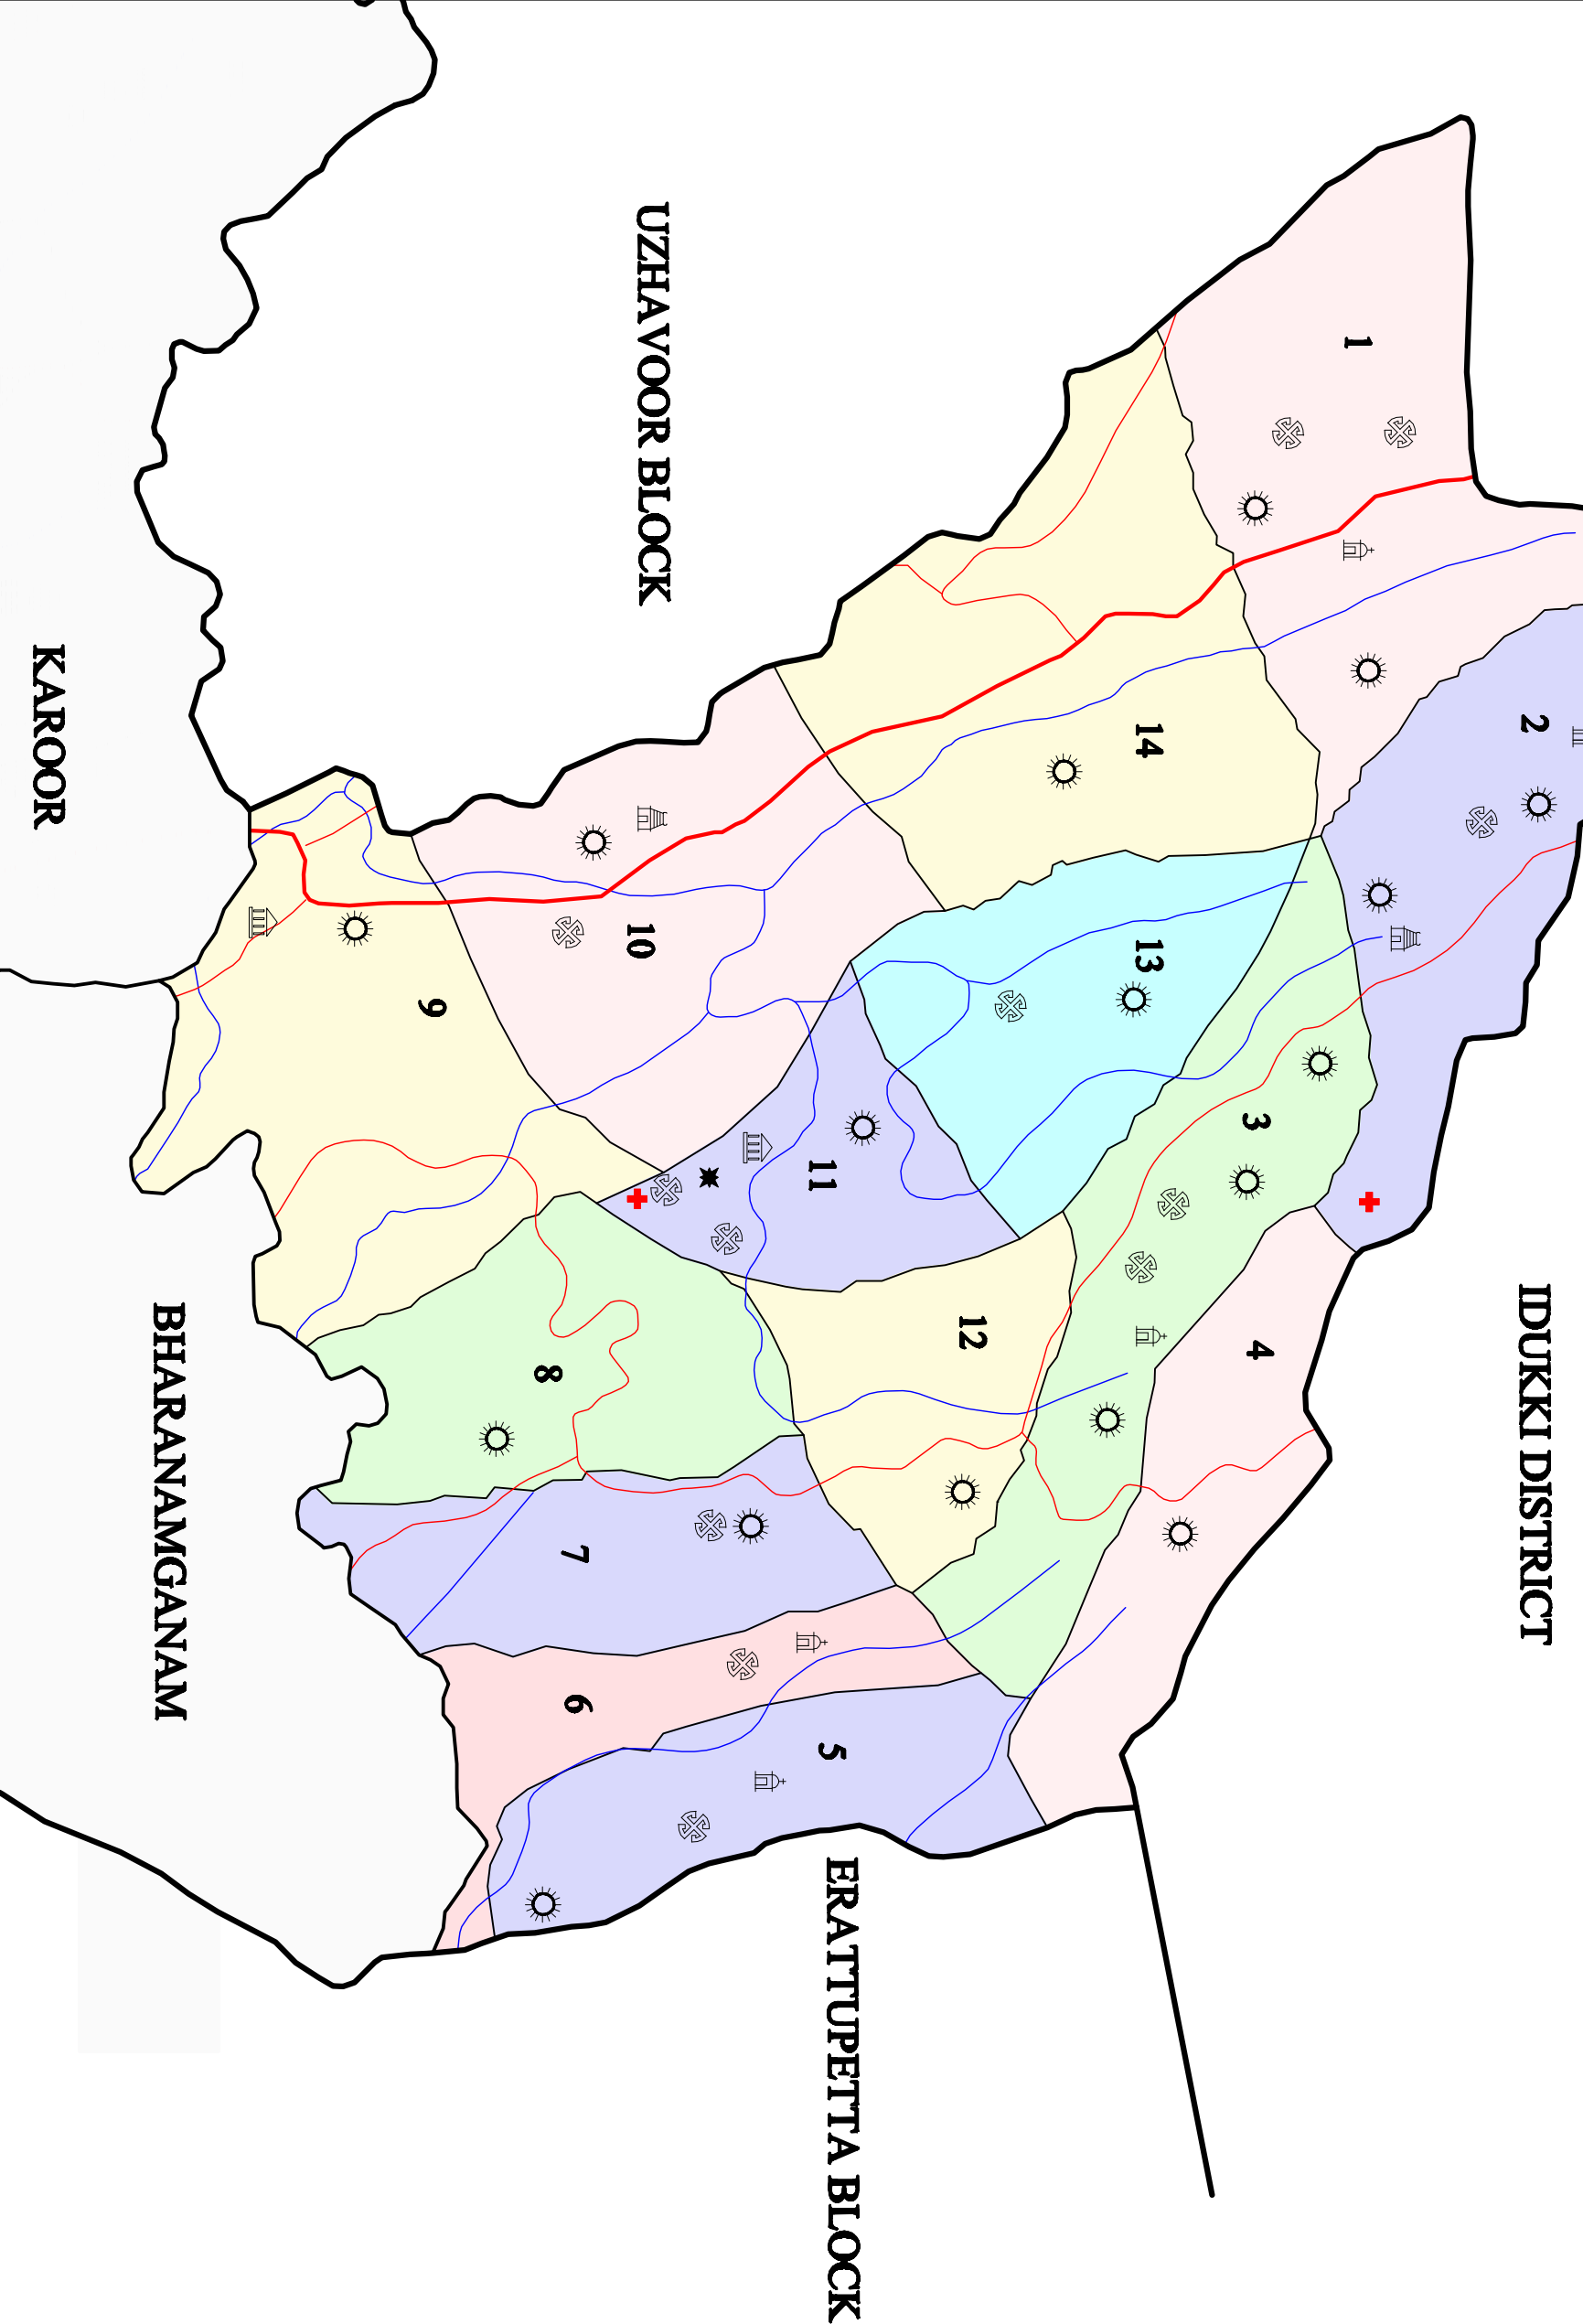 IDUKKI DISTRICT
1
2
14
13
3
4
UZHAVOOR BLOCK
10
11
12
5
ERATTUPETTA BLOCK
9
8
7
6
KAROOR
BHARANAMGANAM